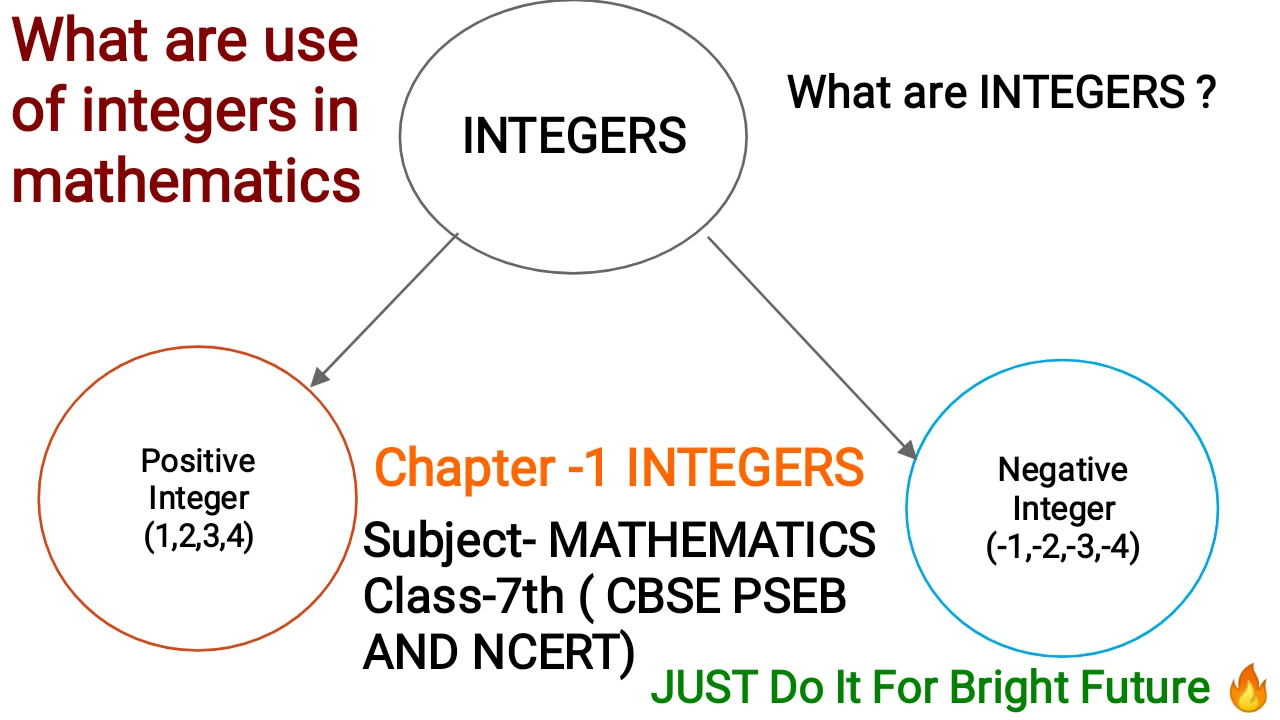 What are use
of integers in
mathematics
INTEGERS
What are INTEGERS ?
Positive
Integer
(1,2,3,4)
Chapter -1 INTEGERS
Subject- MATHEMATICS
Class-7th ( CBSE PSEB
AND NCERT)
Negative
Integer
(-1,-2,-3,-4)
JUST Do It For Bright Future 🔥